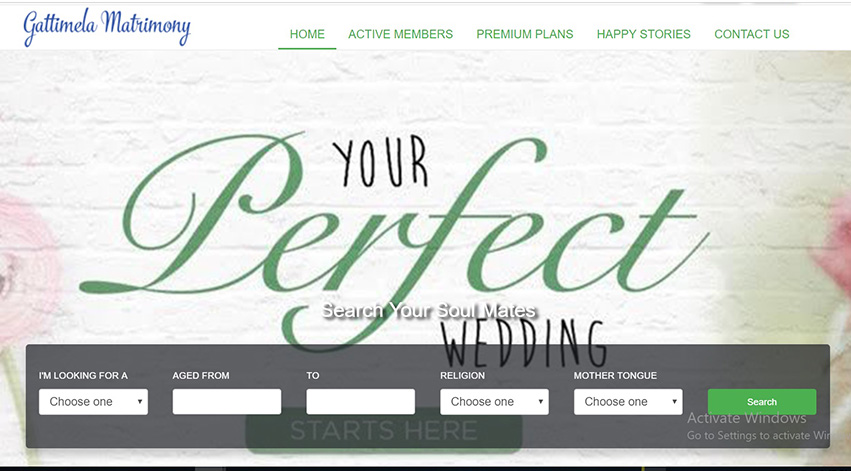 Gattimela Matrimony
HOME ACTIVE MEMBERS PREMIUM PLANS HAPPY STORIES CONTACT US
YOUR
Perfect
Search Your Soul Mates
WEDDING
I'M LOOKING FOR A AGED FROM TO RELIGION MOTHER TONGUE
Choose one Choose one Choose one Search
STARTS HERE
Activate Windows
Go to Settings to activate Win